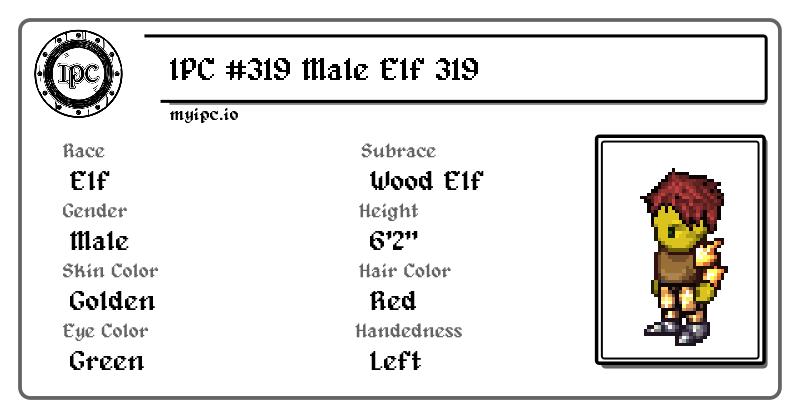 IPC
IPC #319 Male Elf 319
myipc.io
Race
Elf
Subrace
Wood Elf
Gender
Male
Height
6'2"
Skin Color
Golden
Hair Color
Red
Eye Color
Green
Handedness
Left